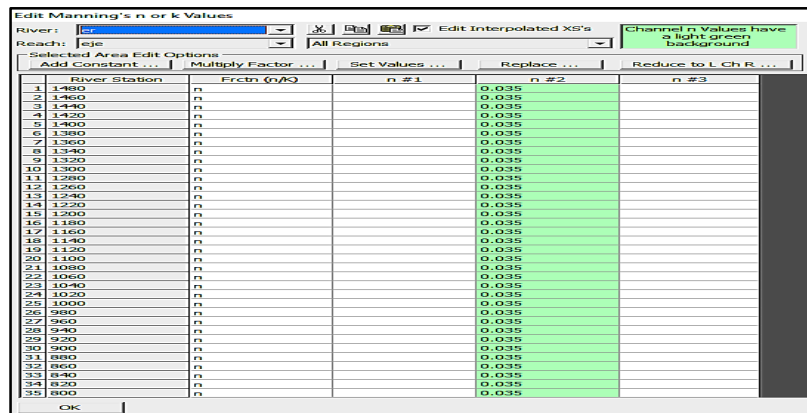 Edit Manning's n or k Values
River: er Edit Interpolated XS's Channel n Values have
a light green
background
Reach: eje All Regions
Selected Area Edit Options
Add Constant ... Multiply Factor ... Set Values ... Replace ... Reduce to L Ch R ...
River Station Frctn (n/K) n #1 n #2 n #3
1 1480 n 0.035
2 1460 n 0.035
3 1440 n 0.035
4 1420 n 0.035
5 1400 n 0.035
6 1380 n 0.035
7 1360 n 0.035
8 1340 n 0.035
9 1320 n 0.035
10 1300 n 0.035
11 1280 n 0.035
12 1260 n 0.035
13 1240 n 0.035
14 1220 n 0.035
15 1200 n 0.035
16 1180 n 0.035
17 1160 n 0.035
18 1140 n 0.035
19 1120 n 0.035
20 1100 n 0.035
21 1080 n 0.035
22 1060 n 0.035
23 1040 n 0.035
24 1020 n 0.035
25 1000 n 0.035
26 980 n 0.035
27 960 n 0.035
28 940 n 0.035
29 920 n 0.035
30 900 n 0.035
31 880 n 0.035
32 860 n 0.035
33 840 n 0.035
34 820 n 0.035
35 800 n 0.035
OK